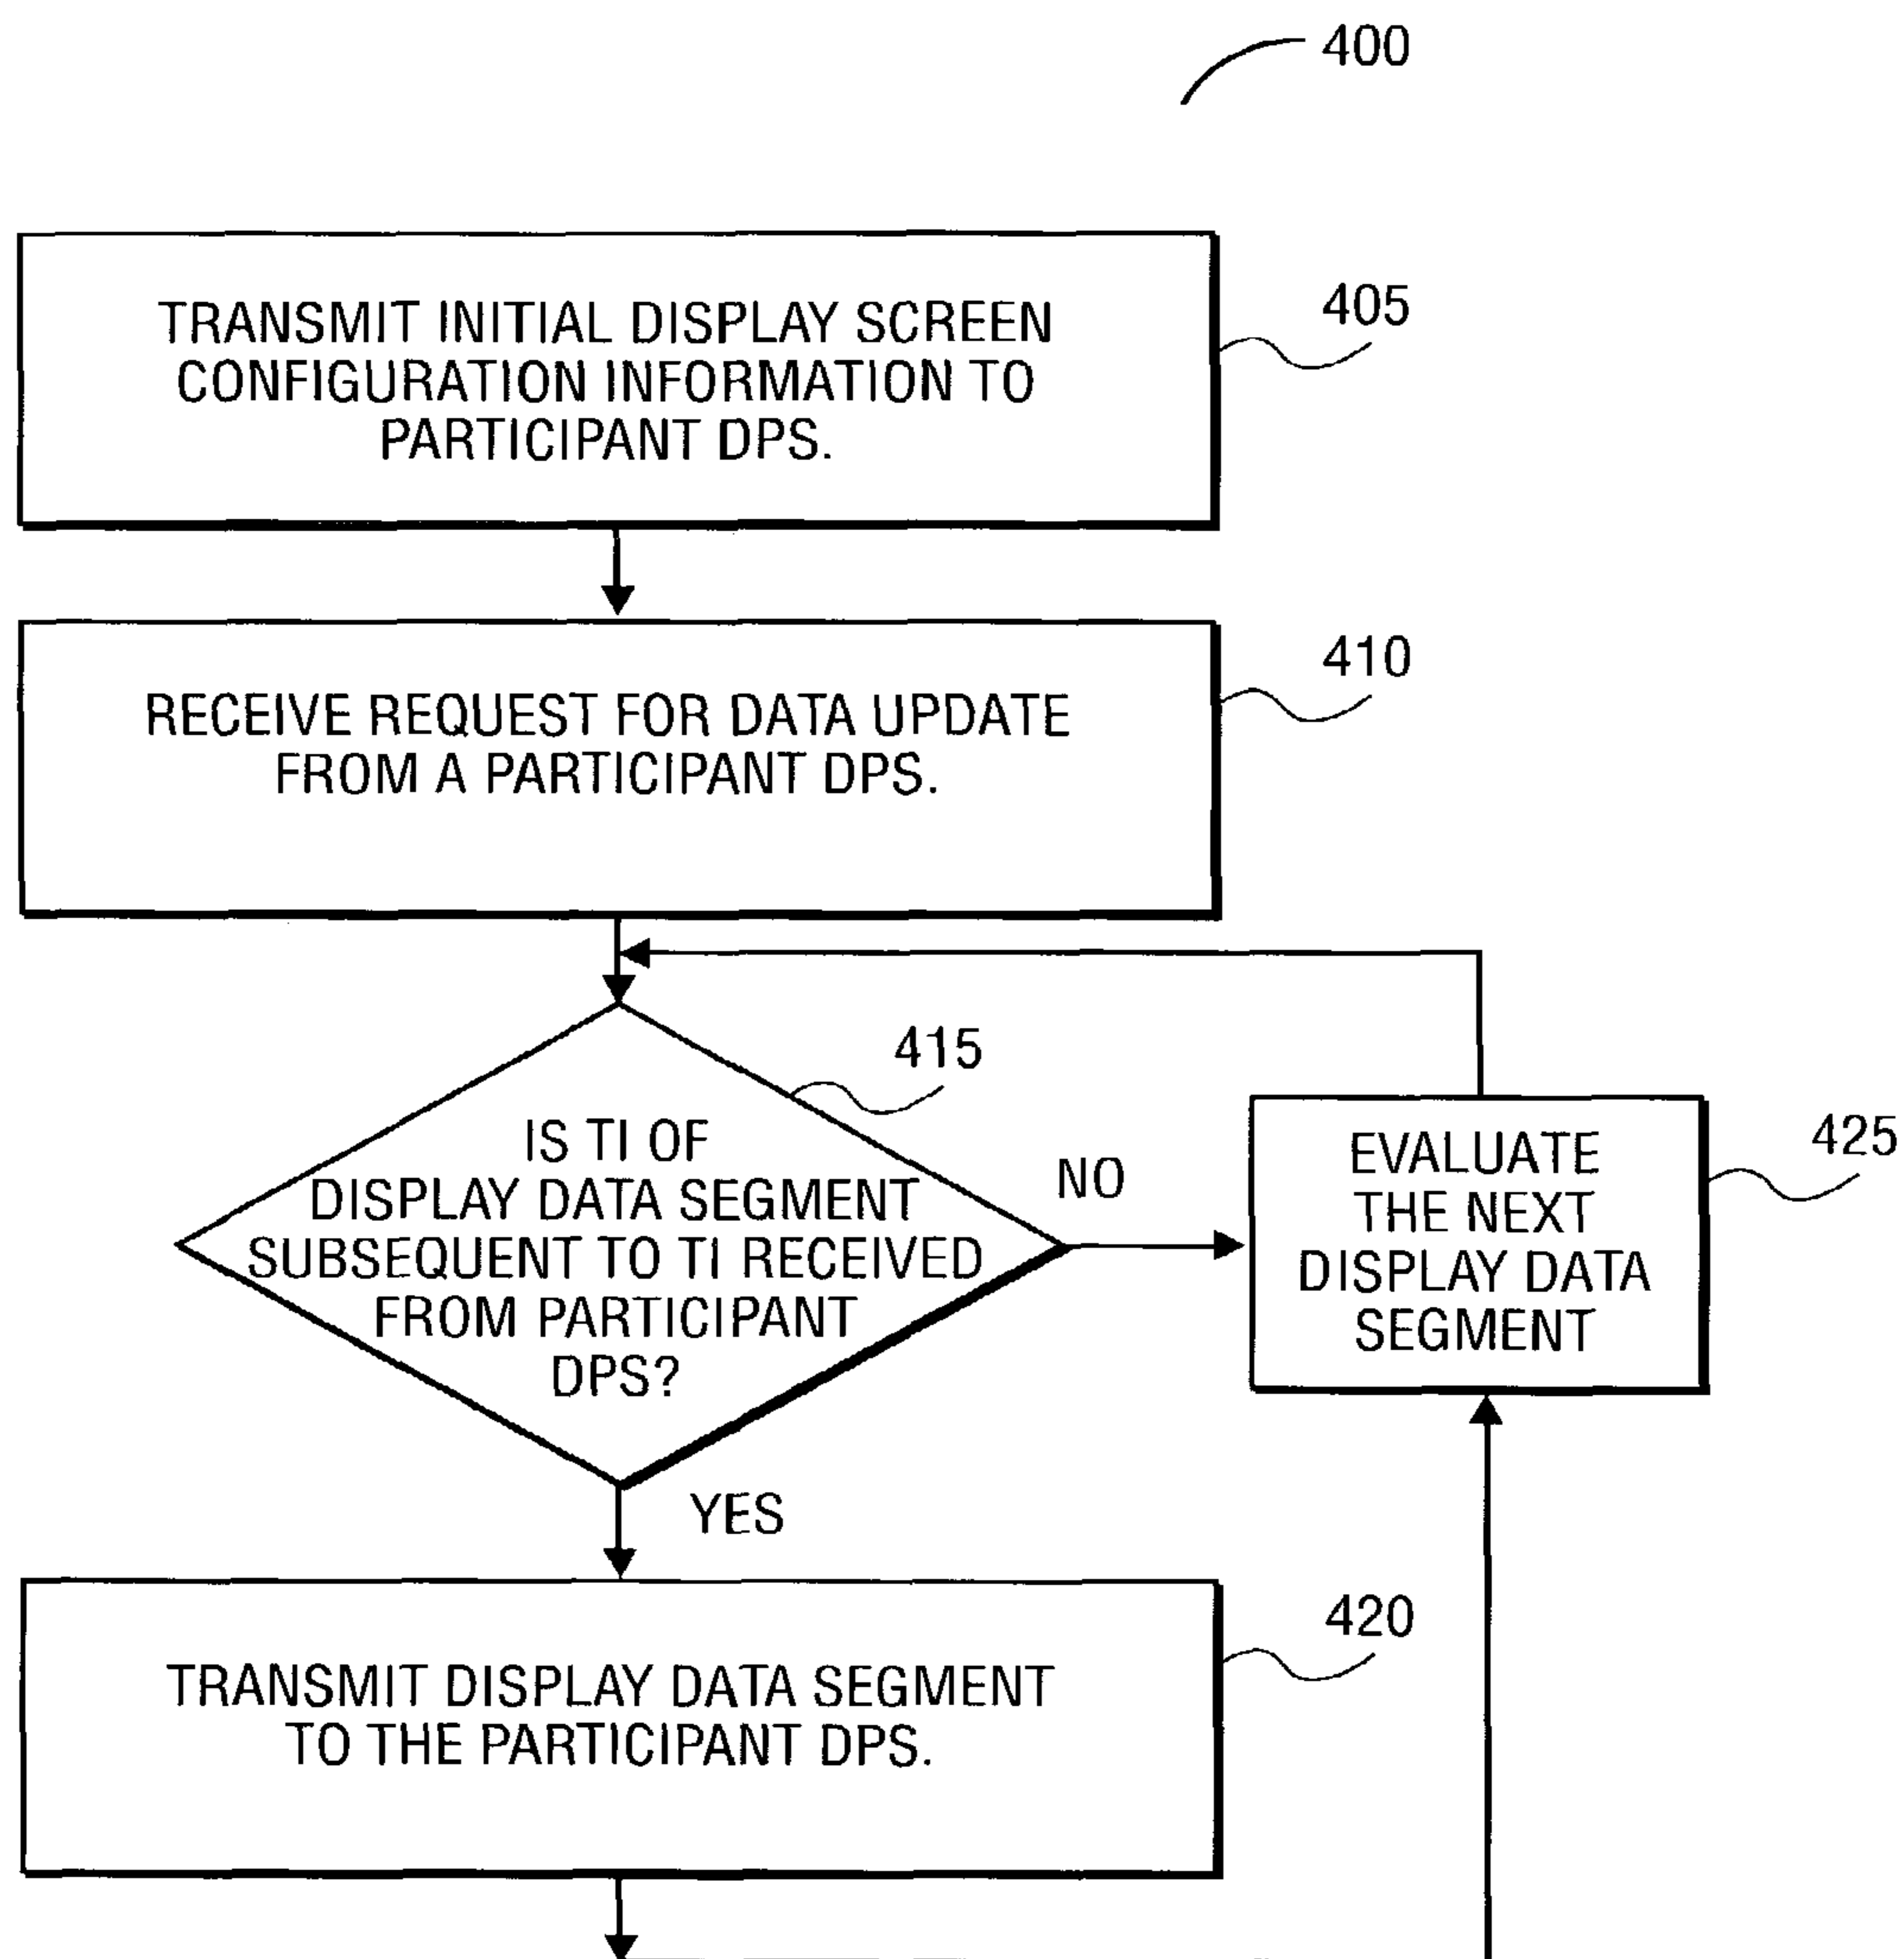 400
TRANSMIT INITIAL DISPLAY SCREEN
CONFIGURATION INFORMATION TO
PARTICIPANT DPS.
405
RECEIVE REQUEST FOR DATA UPDATE
FROM A PARTICIPANT DPS.
410
IS TI OF
DISPLAY DATA SEGMENT
SUBSEQUENT TO TI RECEIVED
FROM PARTICIPANT
DPS?
415
NO
EVALUATE
THE NEXT
DISPLAY DATA
SEGMENT
425
YES
TRANSMIT DISPLAY DATA SEGMENT
TO THE PARTICIPANT DPS.
420